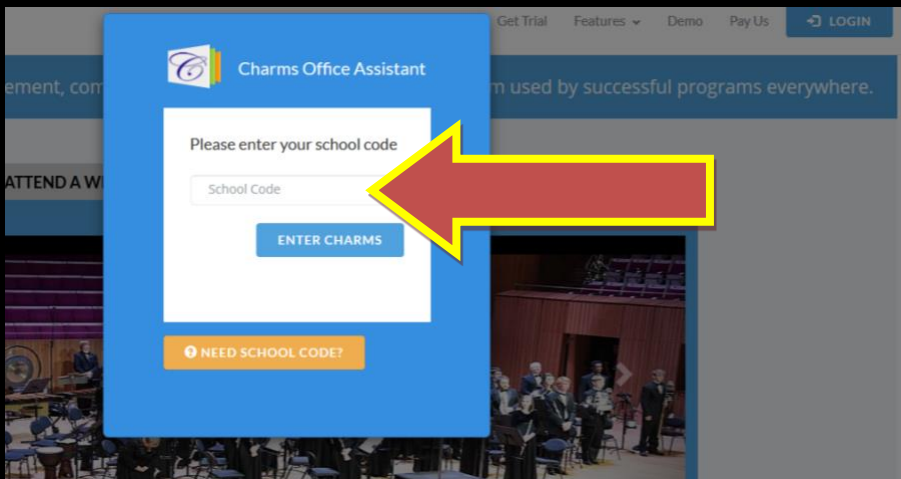 Get Trial Features Demo Pay Us LOGIN
Charms Office Assistant
ement, com
m used by successful programs everywhere.
Please enter your school code
ATTEND A W
School Code
ENTER CHARMS
NEED SCHOOL CODE?